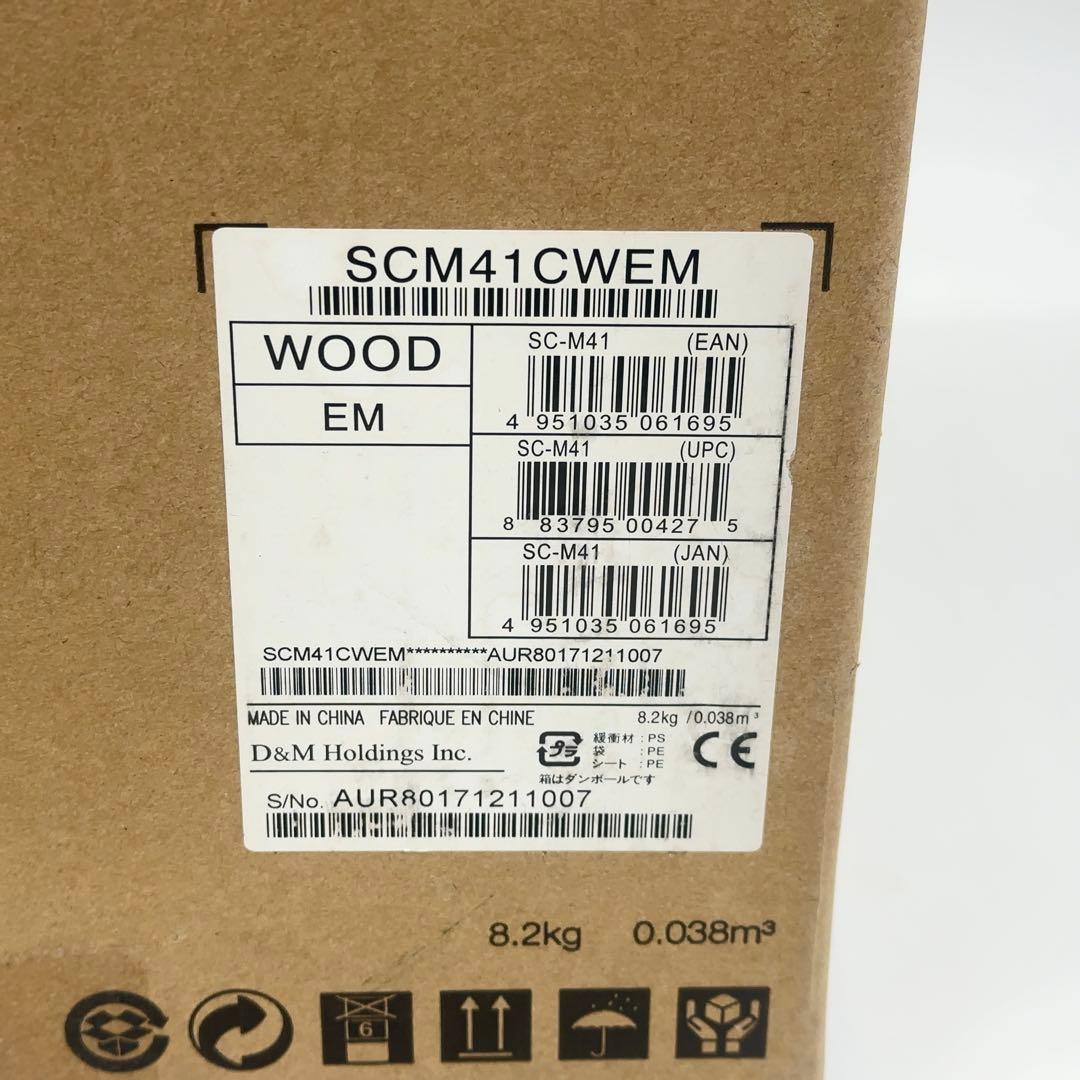 SCM41CWEM
WOOD
EM
SC-M41 (EAN)
4 951035 061695
SC-M41 (UPC)
8 83795 00427 5
SC-M41 (JAN)
4 951035 061695
SCM41CWEM**********AUR80171211007
MADE IN CHINA FABRIQUE EN CHINE 8.2kg /0.038m³
D&M Holdings Inc.
プラ
緩衝材 : PS
袋 : PE
シート : PE
箱はダンボールです
CE
S/No. AUR80171211007
8.2kg 0.038m³
6